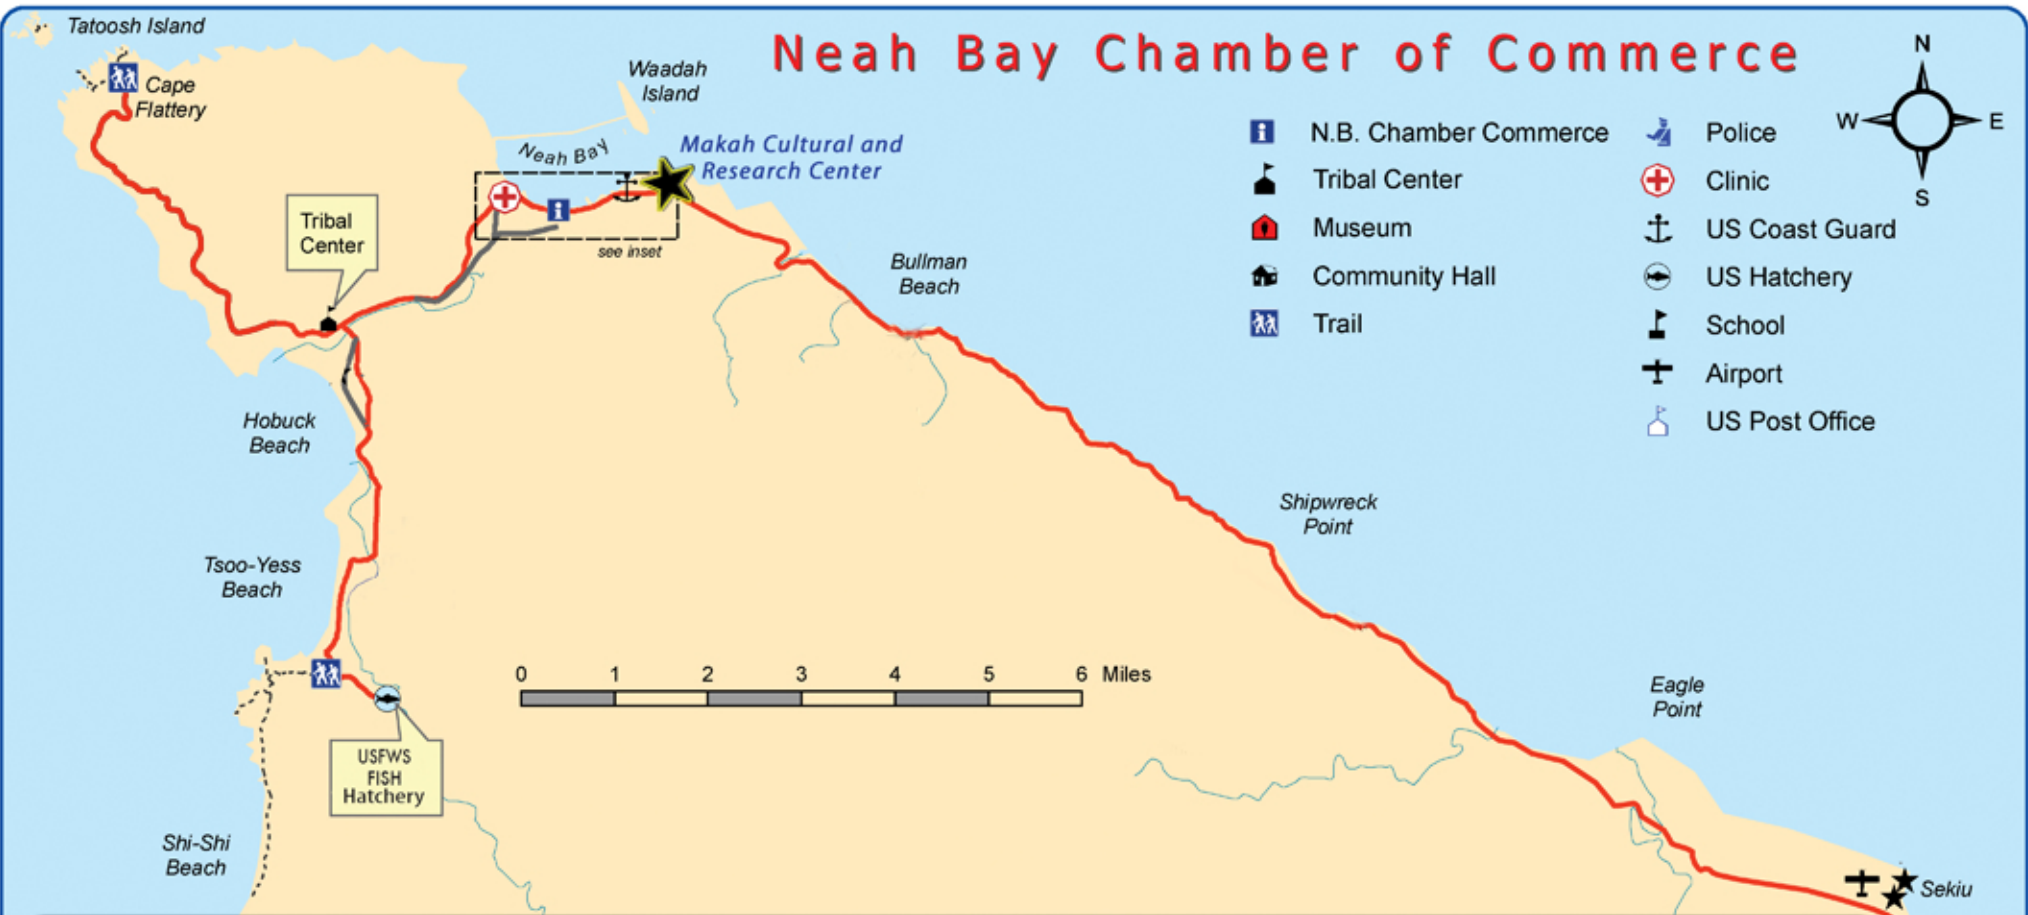 Tatoosh Island
Neah Bay Chamber of Commerce
N
W
E
S
Cape
Flattery
Waadah
Island
Neah Bay
Makah Cultural and
Research Center
see inset
Tribal
Center
Bullman
Beach
N.B. Chamber Commerce
Tribal Center
Museum
Community Hall
Trail
Police
Clinic
US Coast Guard
US Hatchery
School
Airport
US Post Office
Hobuck
Beach
Shipwreck
Point
Tsoo-Yess
Beach
0 1 2 3 4 5 6 Miles
Eagle
Point
USFWS
FISH
Hatchery
Shi-Shi
Beach
Sekiu